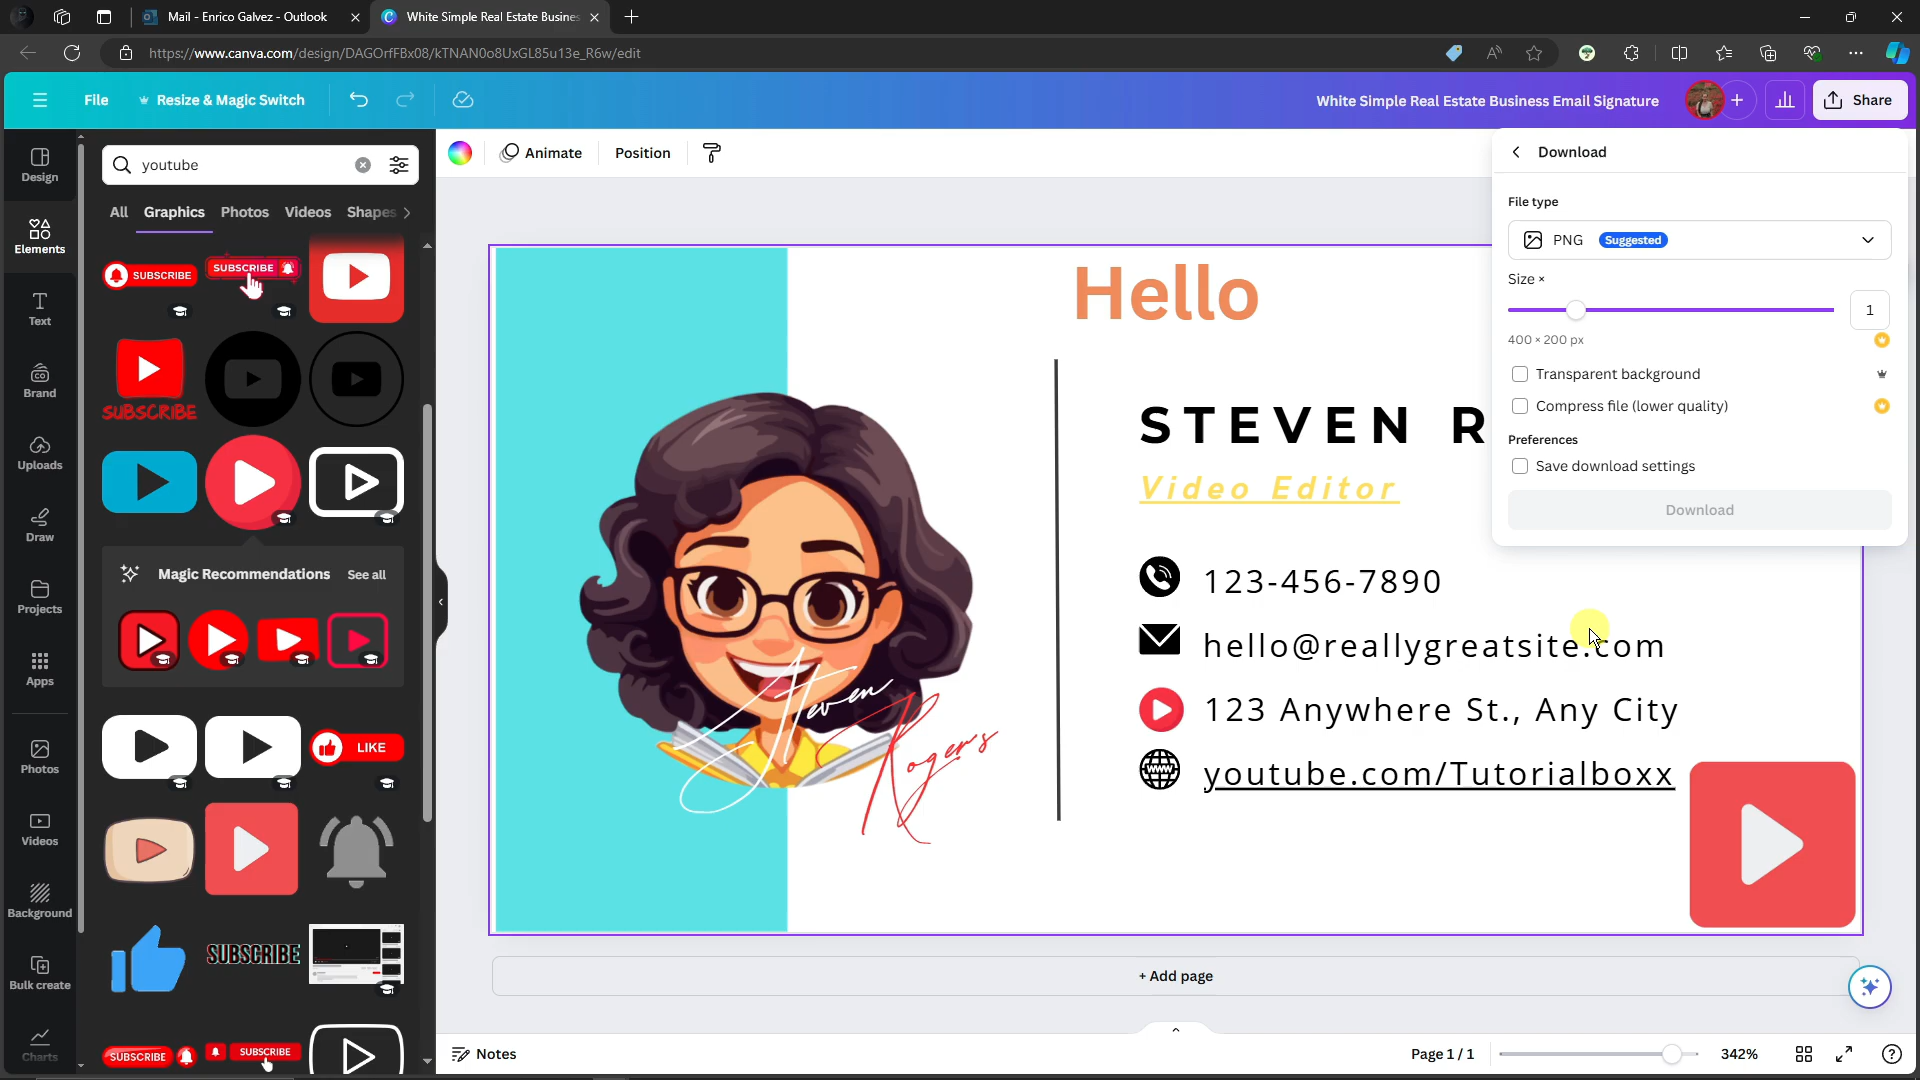 Mail - Enrico Galvez - Outlook
White Simple Real Estate Busines
https://www.canva.com/design/DAGOrfFBx08/kTNAN0o8UxGL85u13e_R6w/edit
File
Resize & Magic Switch
White Simple Real Estate Business Email Signature
Share
Design
Elements
Text
Brand
Uploads
Draw
Projects
Apps
Photos
Videos
Background
Bulk create
Charts
youtube
All
Graphics
Photos
Videos
Shapes
SUBSCRIBE
SUBSCRIBE
SUBSCRIBE
Magic Recommendations
See all
LIKE
SUBSCRIBE
SUBSCRIBE
SUBSCRIBE
Animate
Position
Hello
STEVEN R
Video Editor
123-456-7890
hello@reallygreatsite.com
123 Anywhere St., Any City
WWW
youtube.com/Tutorialboxx
Steven
Rogers
Download
File type
PNG
Suggested
Size ×
1
400 × 200 px
Transparent background
Compress file (lower quality)
Preferences
Save download settings
Download
+ Add page
Notes
Page 1 / 1
342%